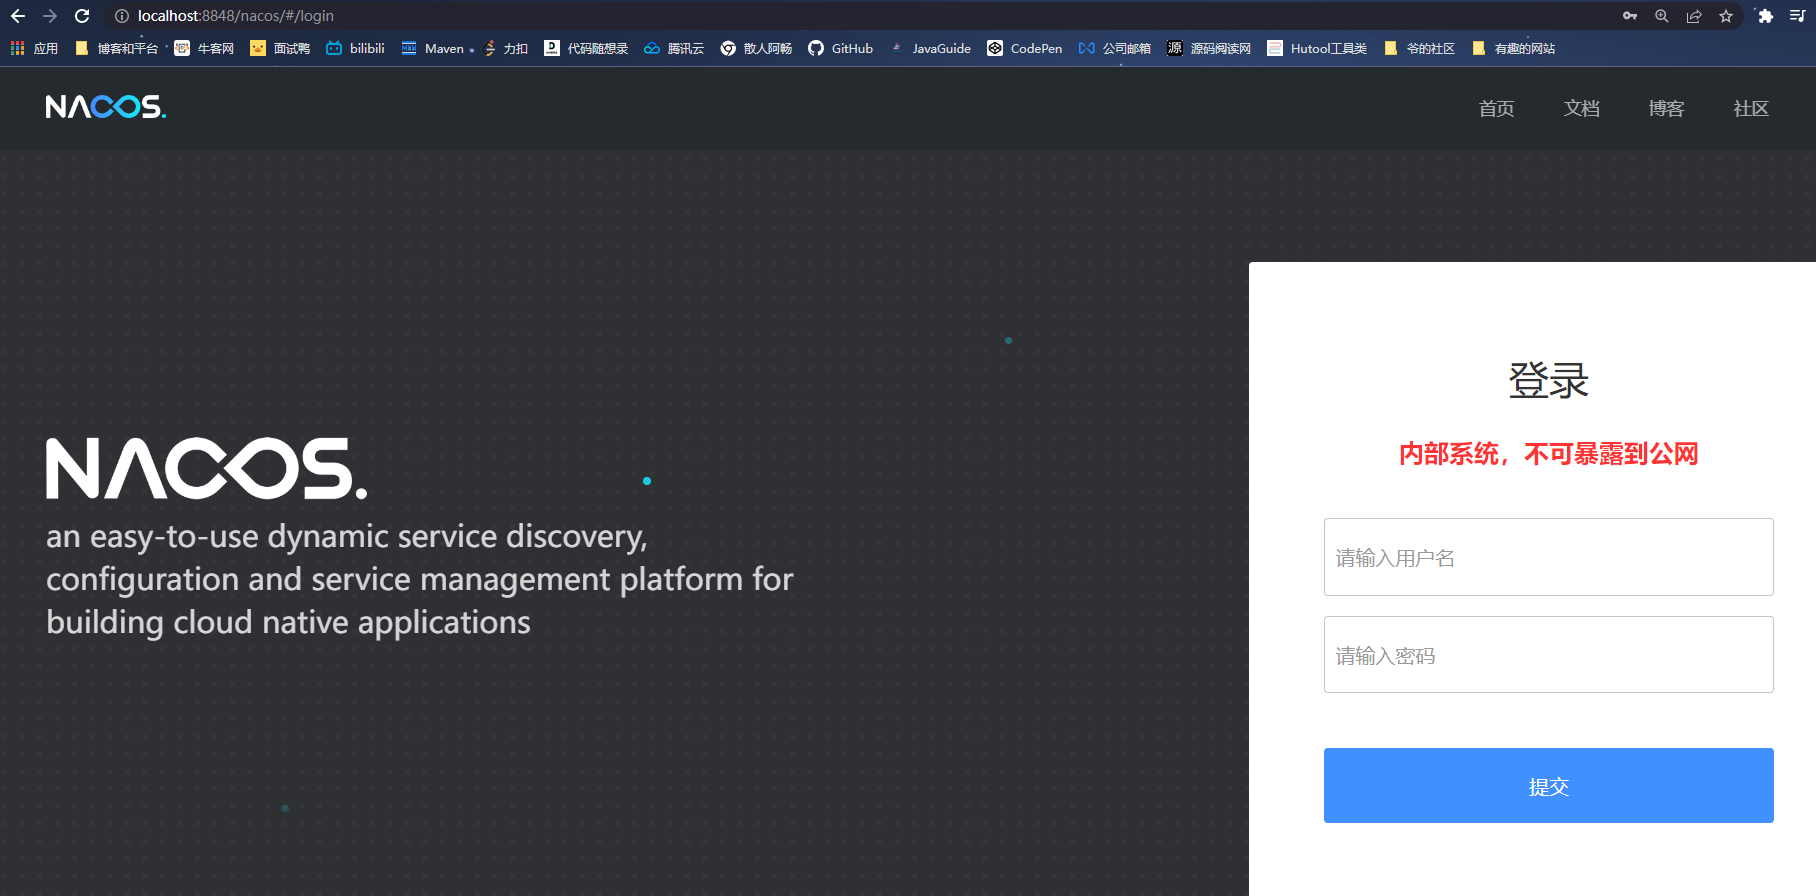 localhost:8848/nacos/#/login
应用 博客和平台 牛客网 面试鸭 bilibili Maven 力扣 代码随想录 腾讯云 散人阿畅 GitHub JavaGuide CodePen 公司邮箱 源码阅读网 Hutool工具类 爷的社区 有趣的网站
NACOS. 首页 文档 博客 社区
NACOS.
an easy-to-use dynamic service discovery,
configuration and service management platform for
building cloud native applications
登录
内部系统，不可暴露到公网
请输入用户名
请输入密码
提交